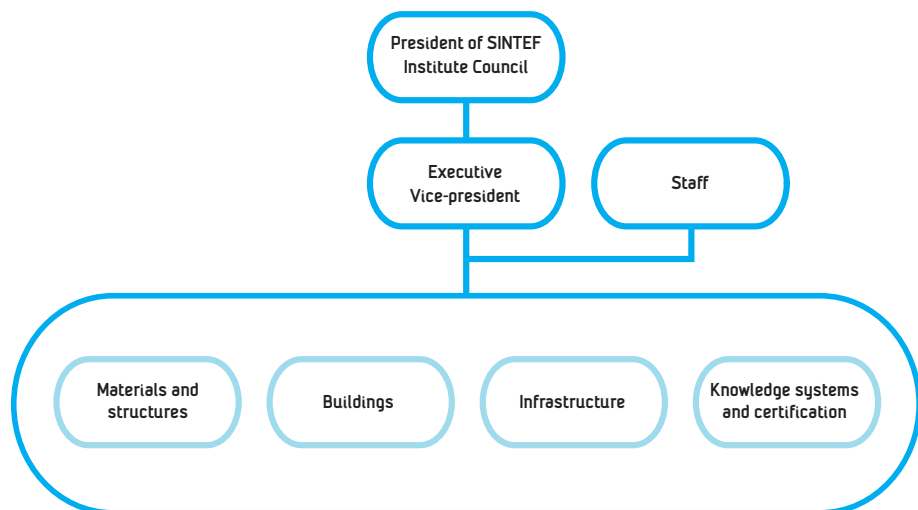 President of SINTEF
Institute Council
Executive
Vice-president
Staff
Materials and
structures
Buildings
Infrastructure
Knowledge systems
and certification